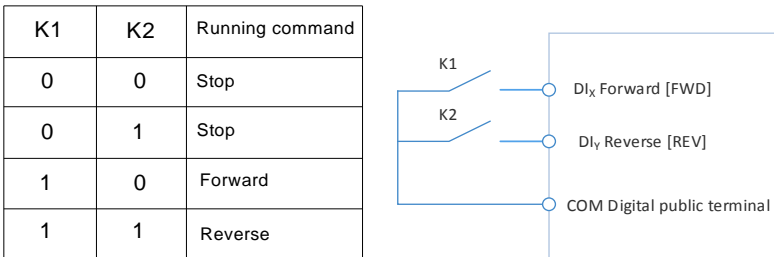 K1 K2 Running command
0 0 Stop
0 1 Stop
1 0 Forward
1 1 Reverse
K1
DIX Forward [FWD]
K2
DIY Reverse [REV]
COM Digital public terminal